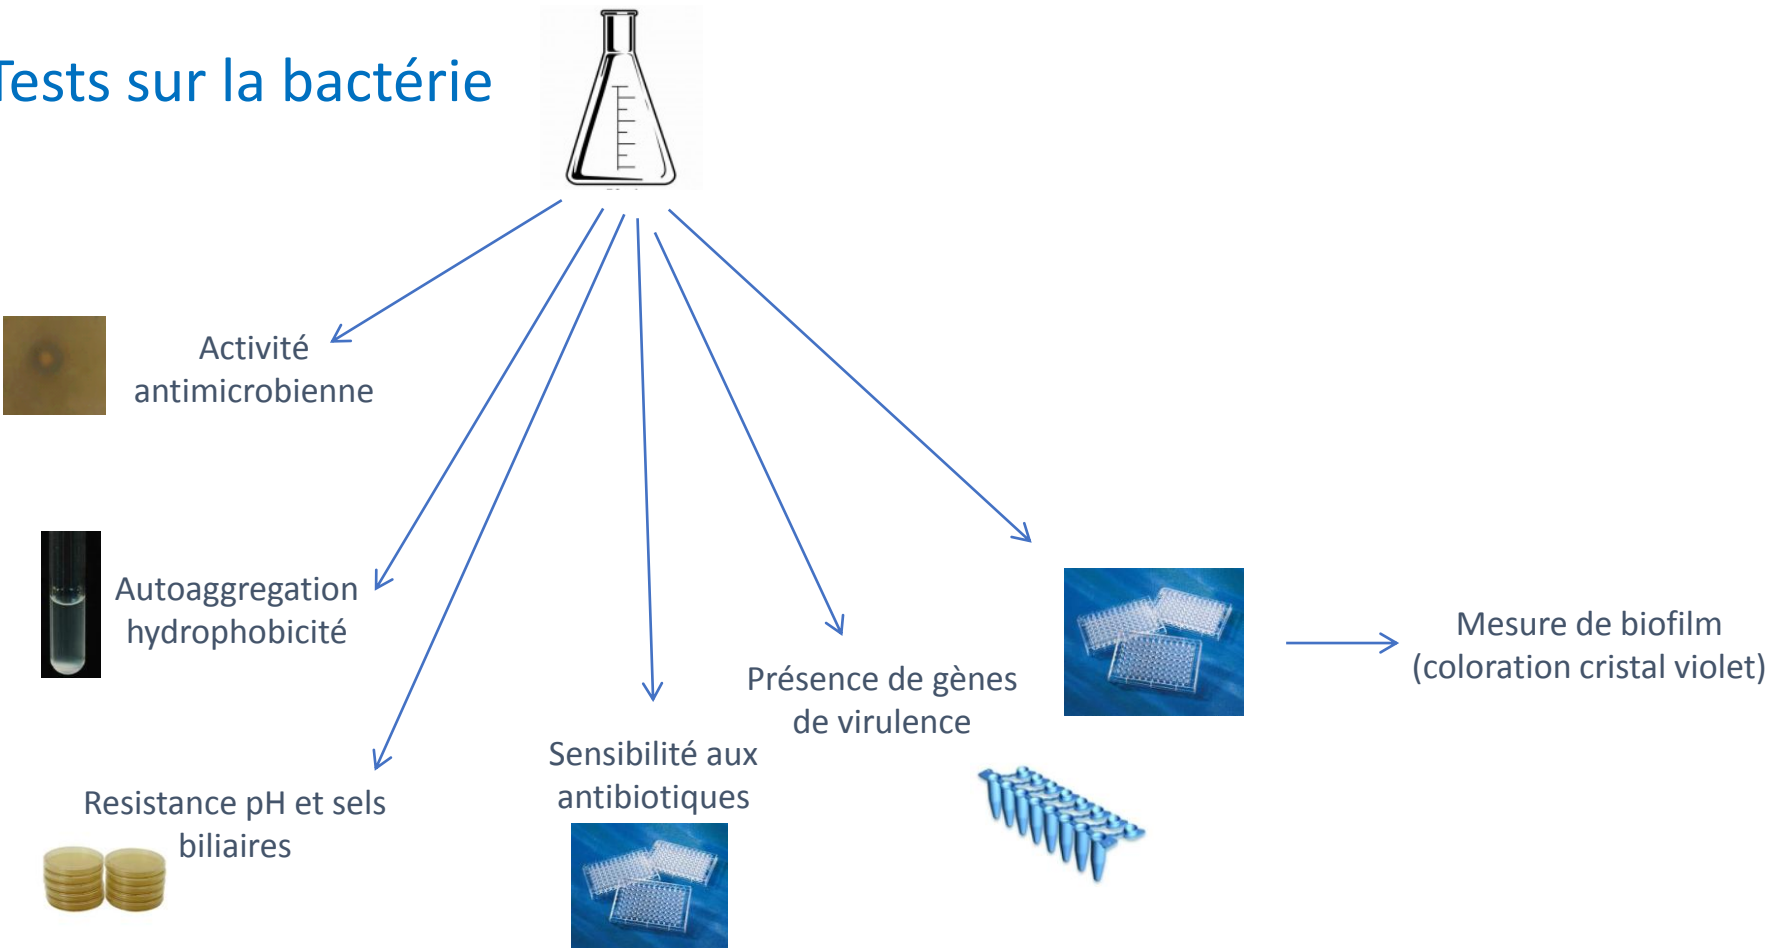 Tests sur la bactérie
Activité
antimicrobienne
Autoaggregation
hydrophobicité
Resistance pH et sels
biliaires
Sensibilité aux
antibiotiques
Présence de gènes
de virulence
Mesure de biofilm
(coloration cristal violet)